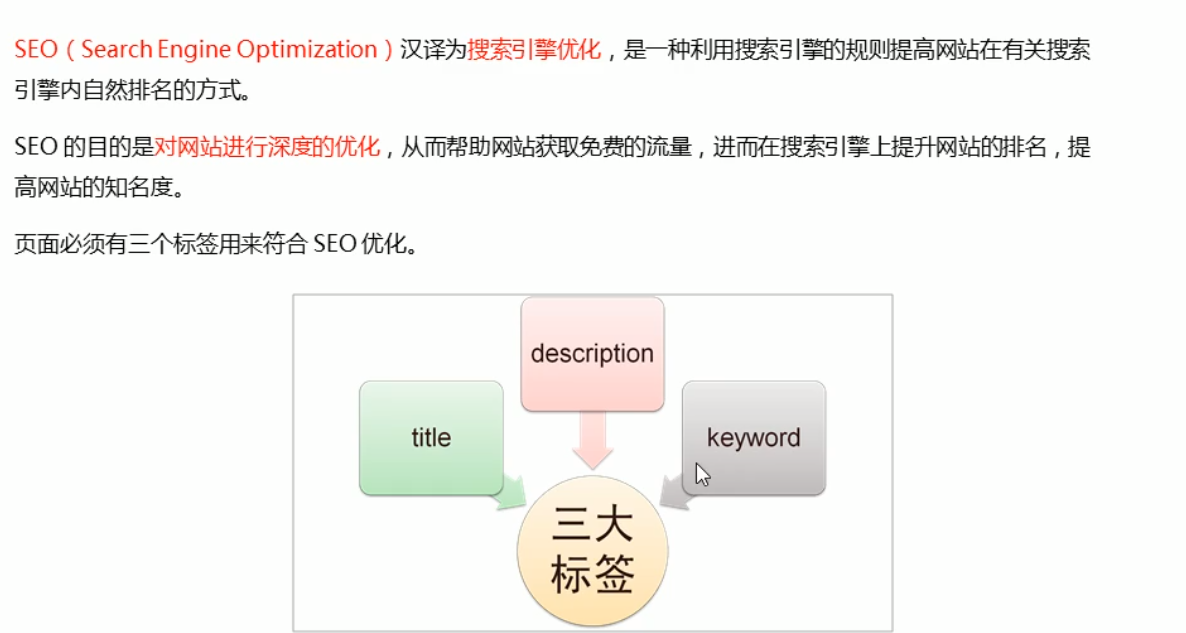 SEO（Search Engine Optimization）汉译为搜索引擎优化，是一种利用搜索引擎的规则提高网站在有关搜索
引擎内自然排名的方式。
SEO 的目的是对网站进行深度的优化，从而帮助网站获取免费的流量，进而在搜索引擎上提升网站的排名，提
高网站的知名度。
页面必须有三个标签用来符合 SEO 优化。
description
title
keyword
三大
标签